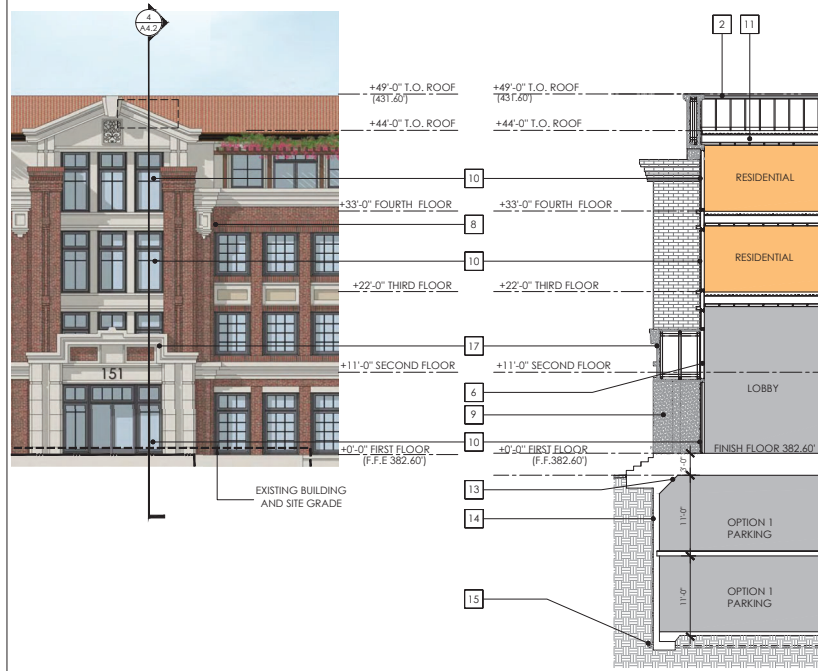 4
A4.2
2
11
+49'-0" T.O. ROOF
(431.60')
+49'-0" T.O. ROOF
(431.60')
+44'-0" T.O. ROOF
+44'-0" T.O. ROOF
10
RESIDENTIAL
+33'-0" FOURTH FLOOR
+33'-0" FOURTH FLOOR
8
10
RESIDENTIAL
+22'-0" THIRD FLOOR
+22'-0" THIRD FLOOR
17
151
+11'-0" SECOND FLOOR
+11'-0" SECOND FLOOR
6
LOBBY
9
10
+0'-0" FIRST FLOOR
(F.F.E 382.60')
+0'-0" FIRST FLOOR
(F.F.382.60')
FINISH FLOOR 382.60'
3'-0"
EXISTING BUILDING
AND SITE GRADE
13
14
11'-0"
OPTION 1
PARKING
15
11'-0"
OPTION 1
PARKING